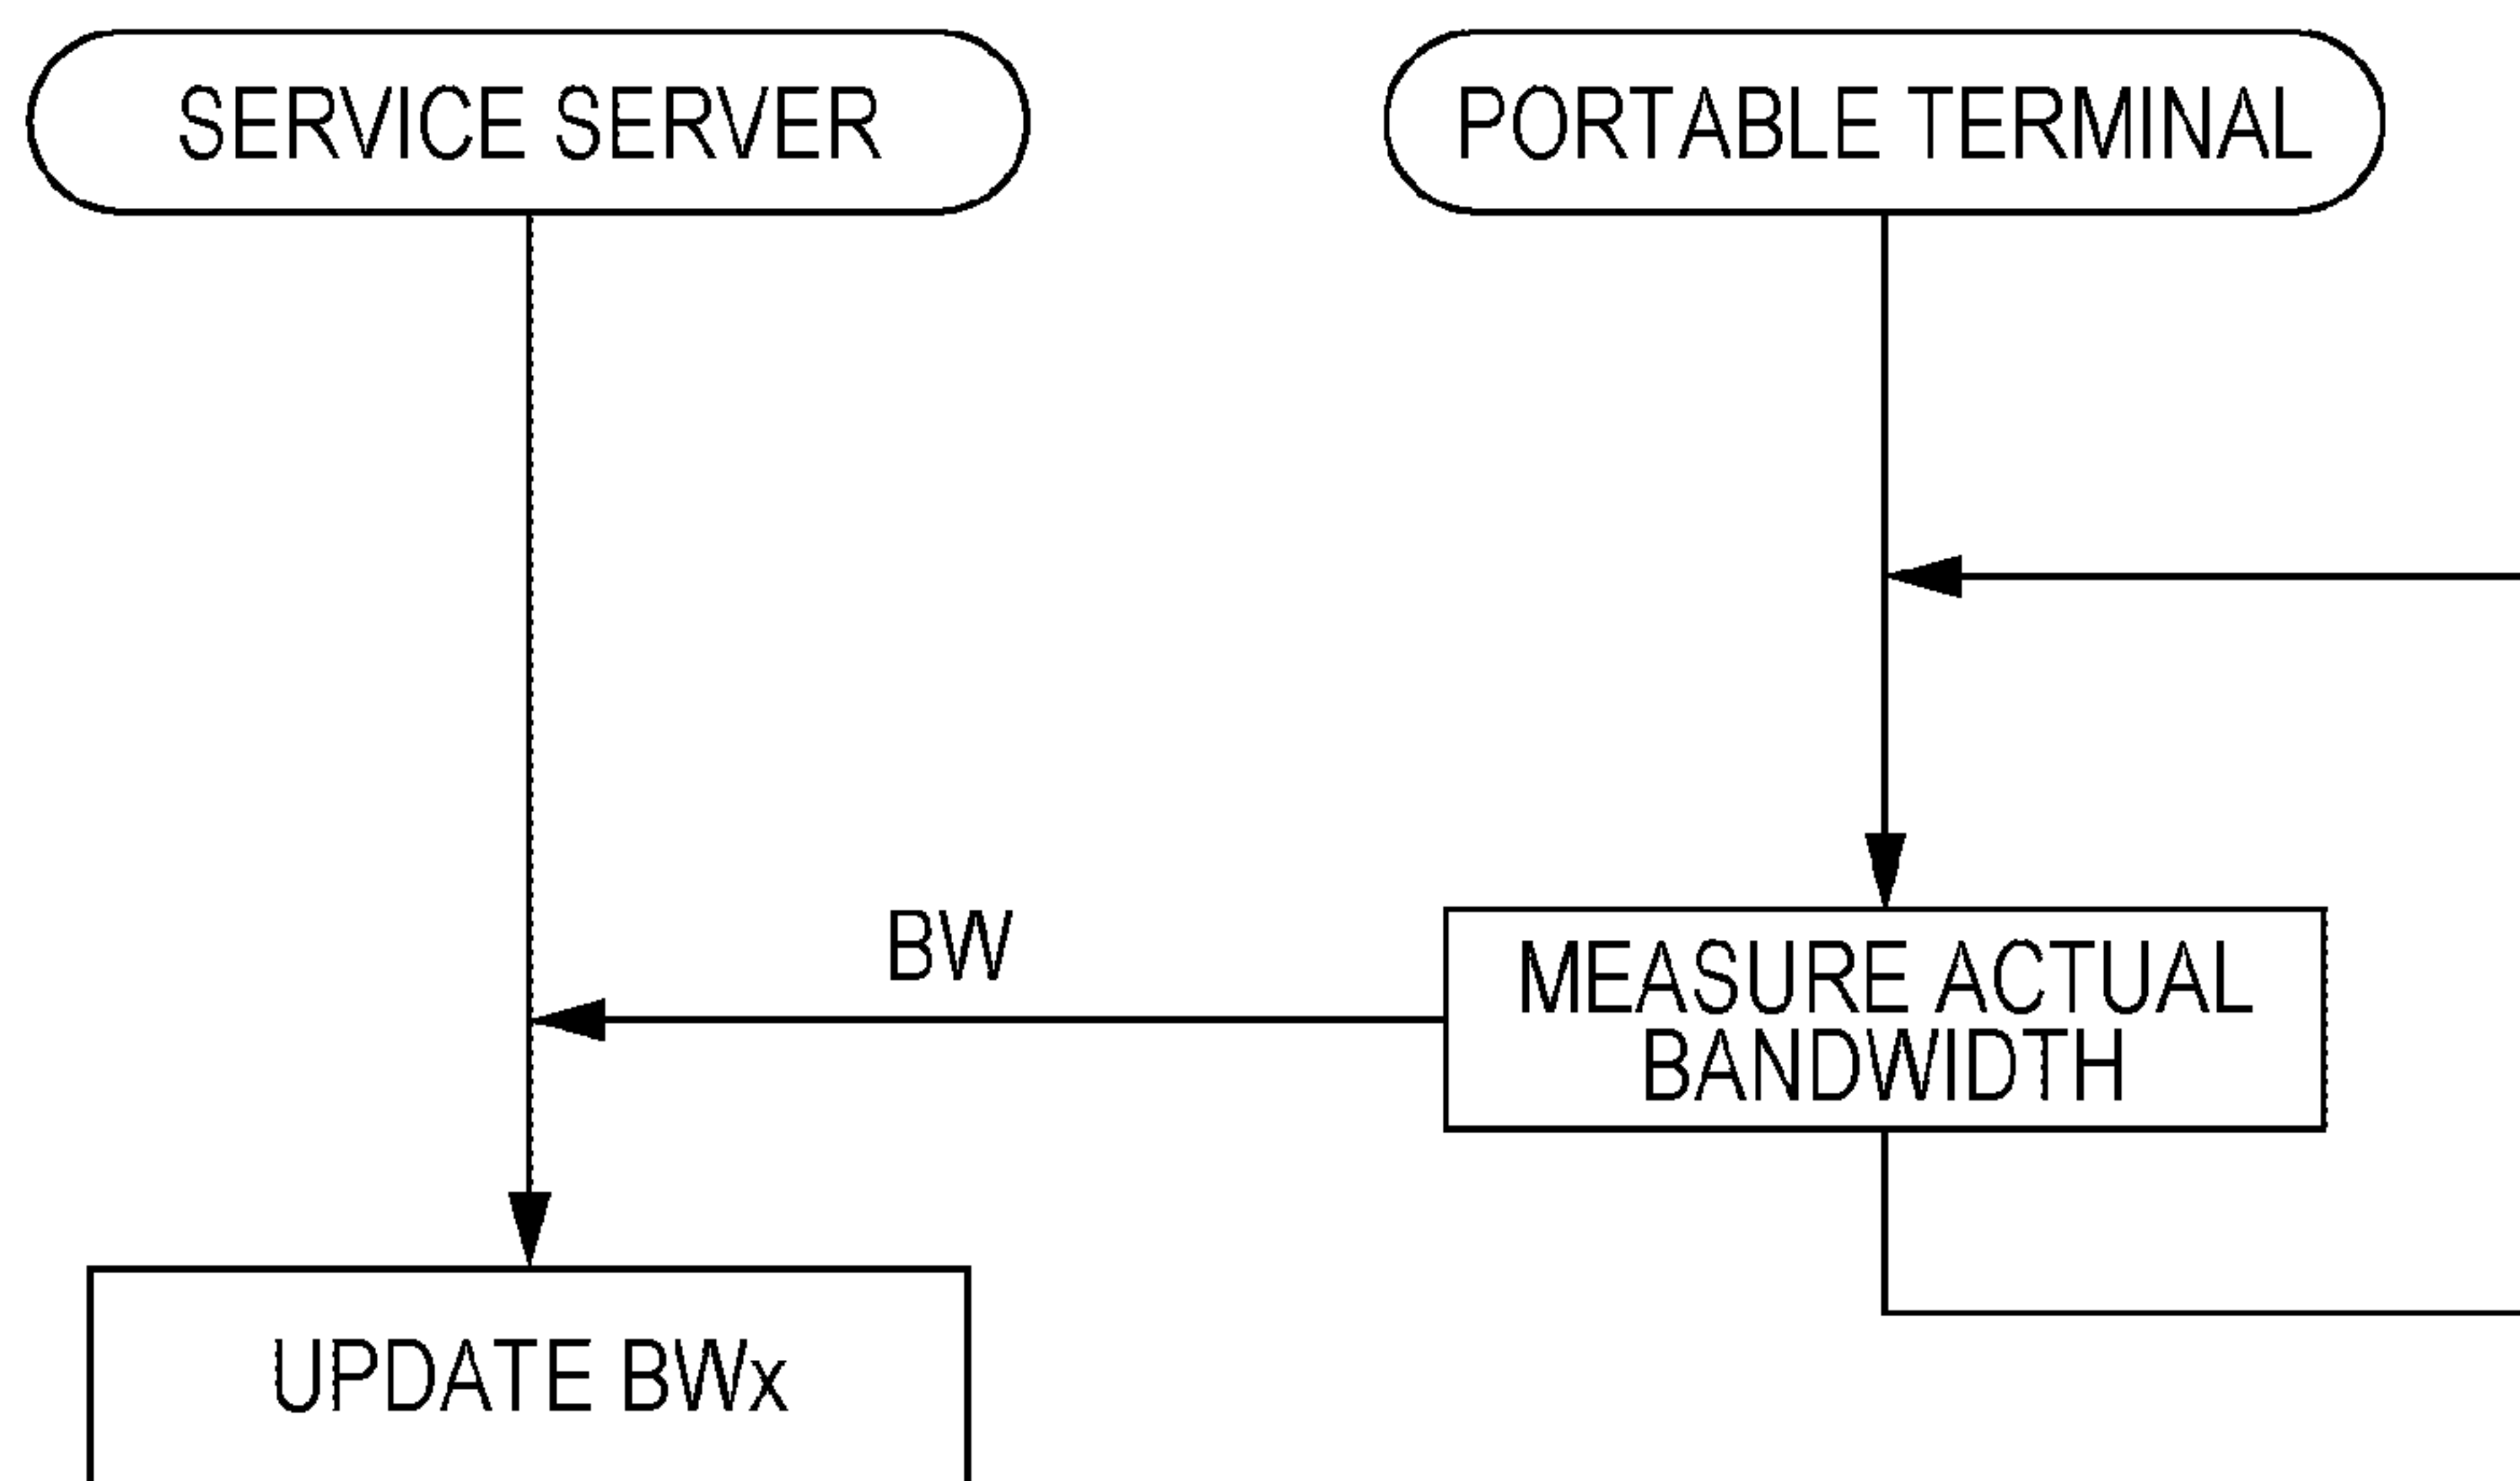 SERVICE SERVER
PORTABLE TERMINAL
BW
MEASURE ACTUAL
BANDWIDTH
UPDATE BWx